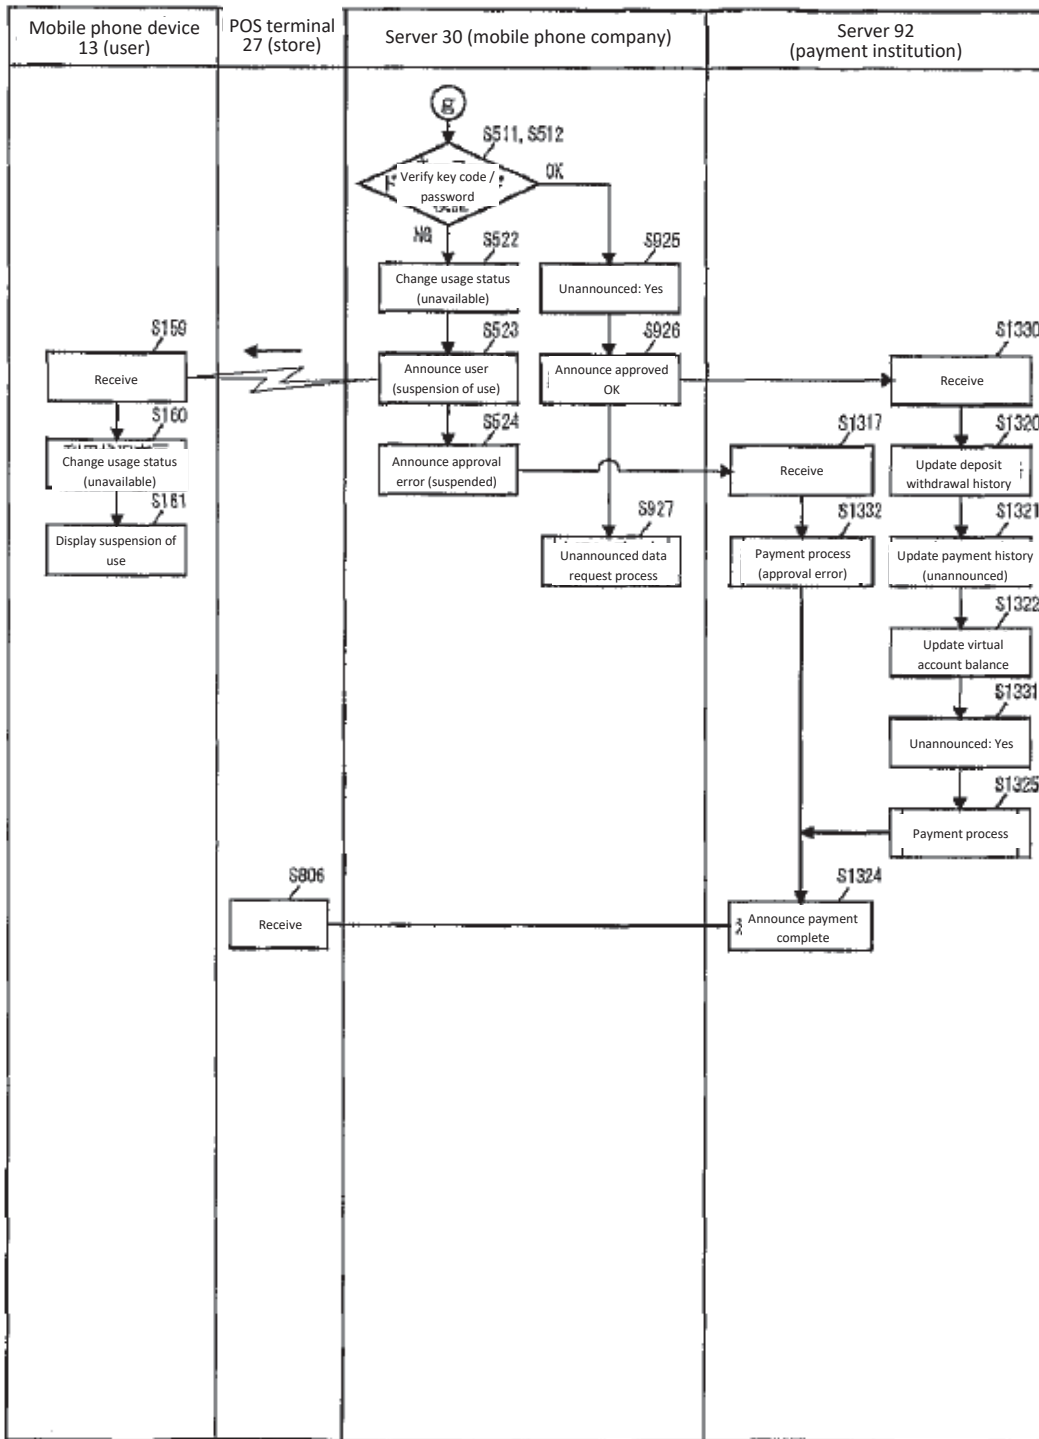 Mobile phone device
13 (user)
POS terminal
27 (store)
Server 30 (mobile phone company)
Server 92
(payment institution)
g
S511, S512
Verify key code /
password
OK
NG
S522
Change usage status
(unavailable)
S925
Unannounced: Yes
S159
Receive
S523
Announce user
(suspension of use)
S926
Announce approved
OK
S1330
Receive
S160
Change usage status
(unavailable)
S524
Announce approval
error (suspended)
S1317
Receive
S1320
Update deposit
withdrawal history
S161
Display suspension of
use
S927
Unannounced data
request process
S1332
Payment process
(approval error)
S1321
Update payment history
(unannounced)
S1322
Update virtual
account balance
S1331
Unannounced: Yes
S1325
Payment process
S806
Receive
S1324
Announce payment
complete